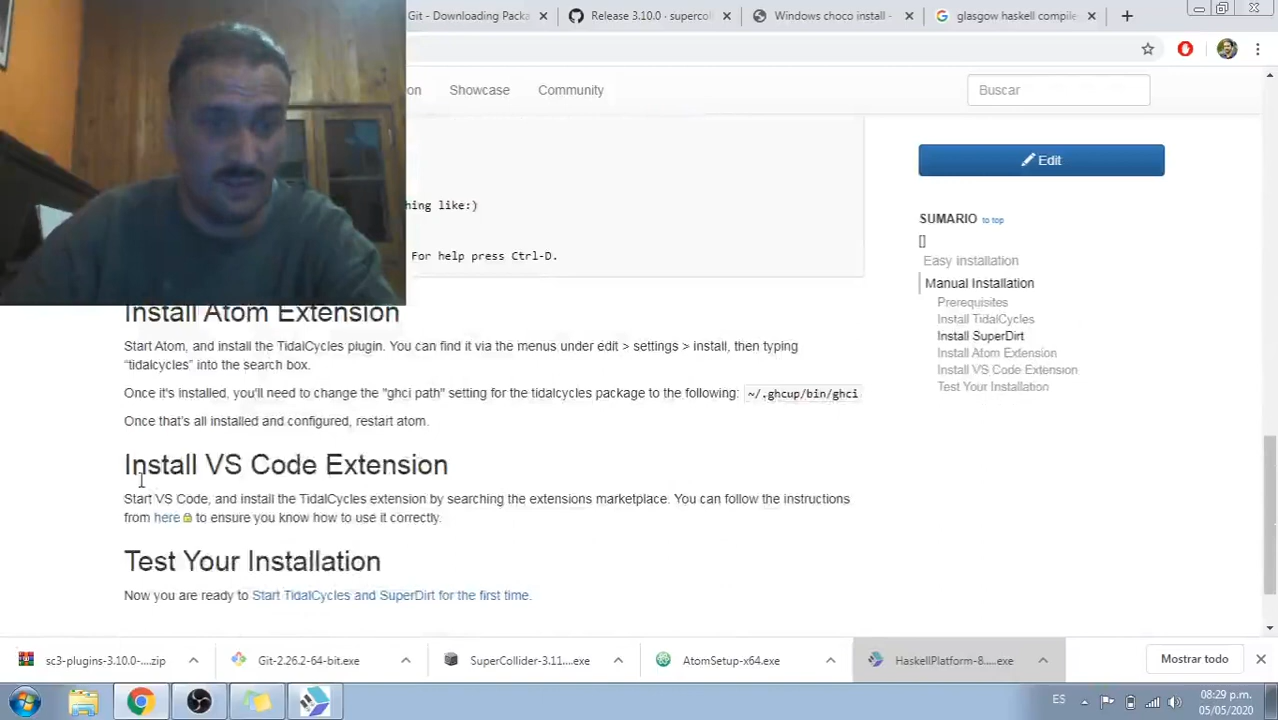 Git - Downloading Packa
Release 3.10.0 · supercol
Windows choco install -
glasgow haskell compile
on
Showcase
Community
Buscar
hing like:)
For help press Ctrl-D.
Edit
SUMARIO to top
[]
Easy installation
Manual Installation
Prerequisites
Install TidalCycles
Install SuperDirt
Install Atom Extension
Install VS Code Extension
Test Your Installation
Install Atom Extension
Start Atom, and install the TidalCycles plugin. You can find it via the menus under edit > settings > install, then typing
“tidalcycles” into the search box.
Once it's installed, you'll need to change the "ghci path" setting for the tidalcycles package to the following: ~/.ghcup/bin/ghci
Once that's all installed and configured, restart atom.
Install VS Code Extension
Start VS Code, and install the TidalCycles extension by searching the extensions marketplace. You can follow the instructions
from here to ensure you know how to use it correctly.
Test Your Installation
Now you are ready to Start TidalCycles and SuperDirt for the first time.
sc3-plugins-3.10.0-....zip
Git-2.26.2-64-bit.exe
SuperCollider-3.11....exe
AtomSetup-x64.exe
HaskellPlatform-8....exe
Mostrar todo
ES
08:29 p.m.
05/05/2020